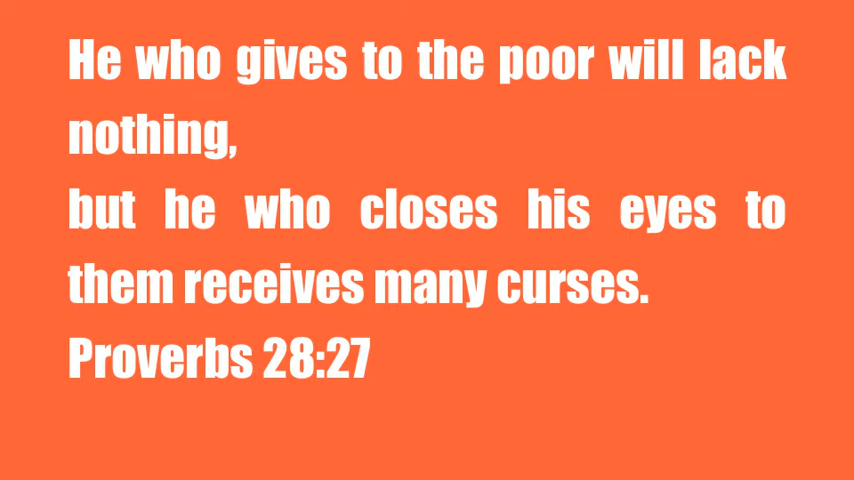 He who gives to the poor will lack
nothing,
but he who closes his eyes to
them receives many curses.
Proverbs 28:27